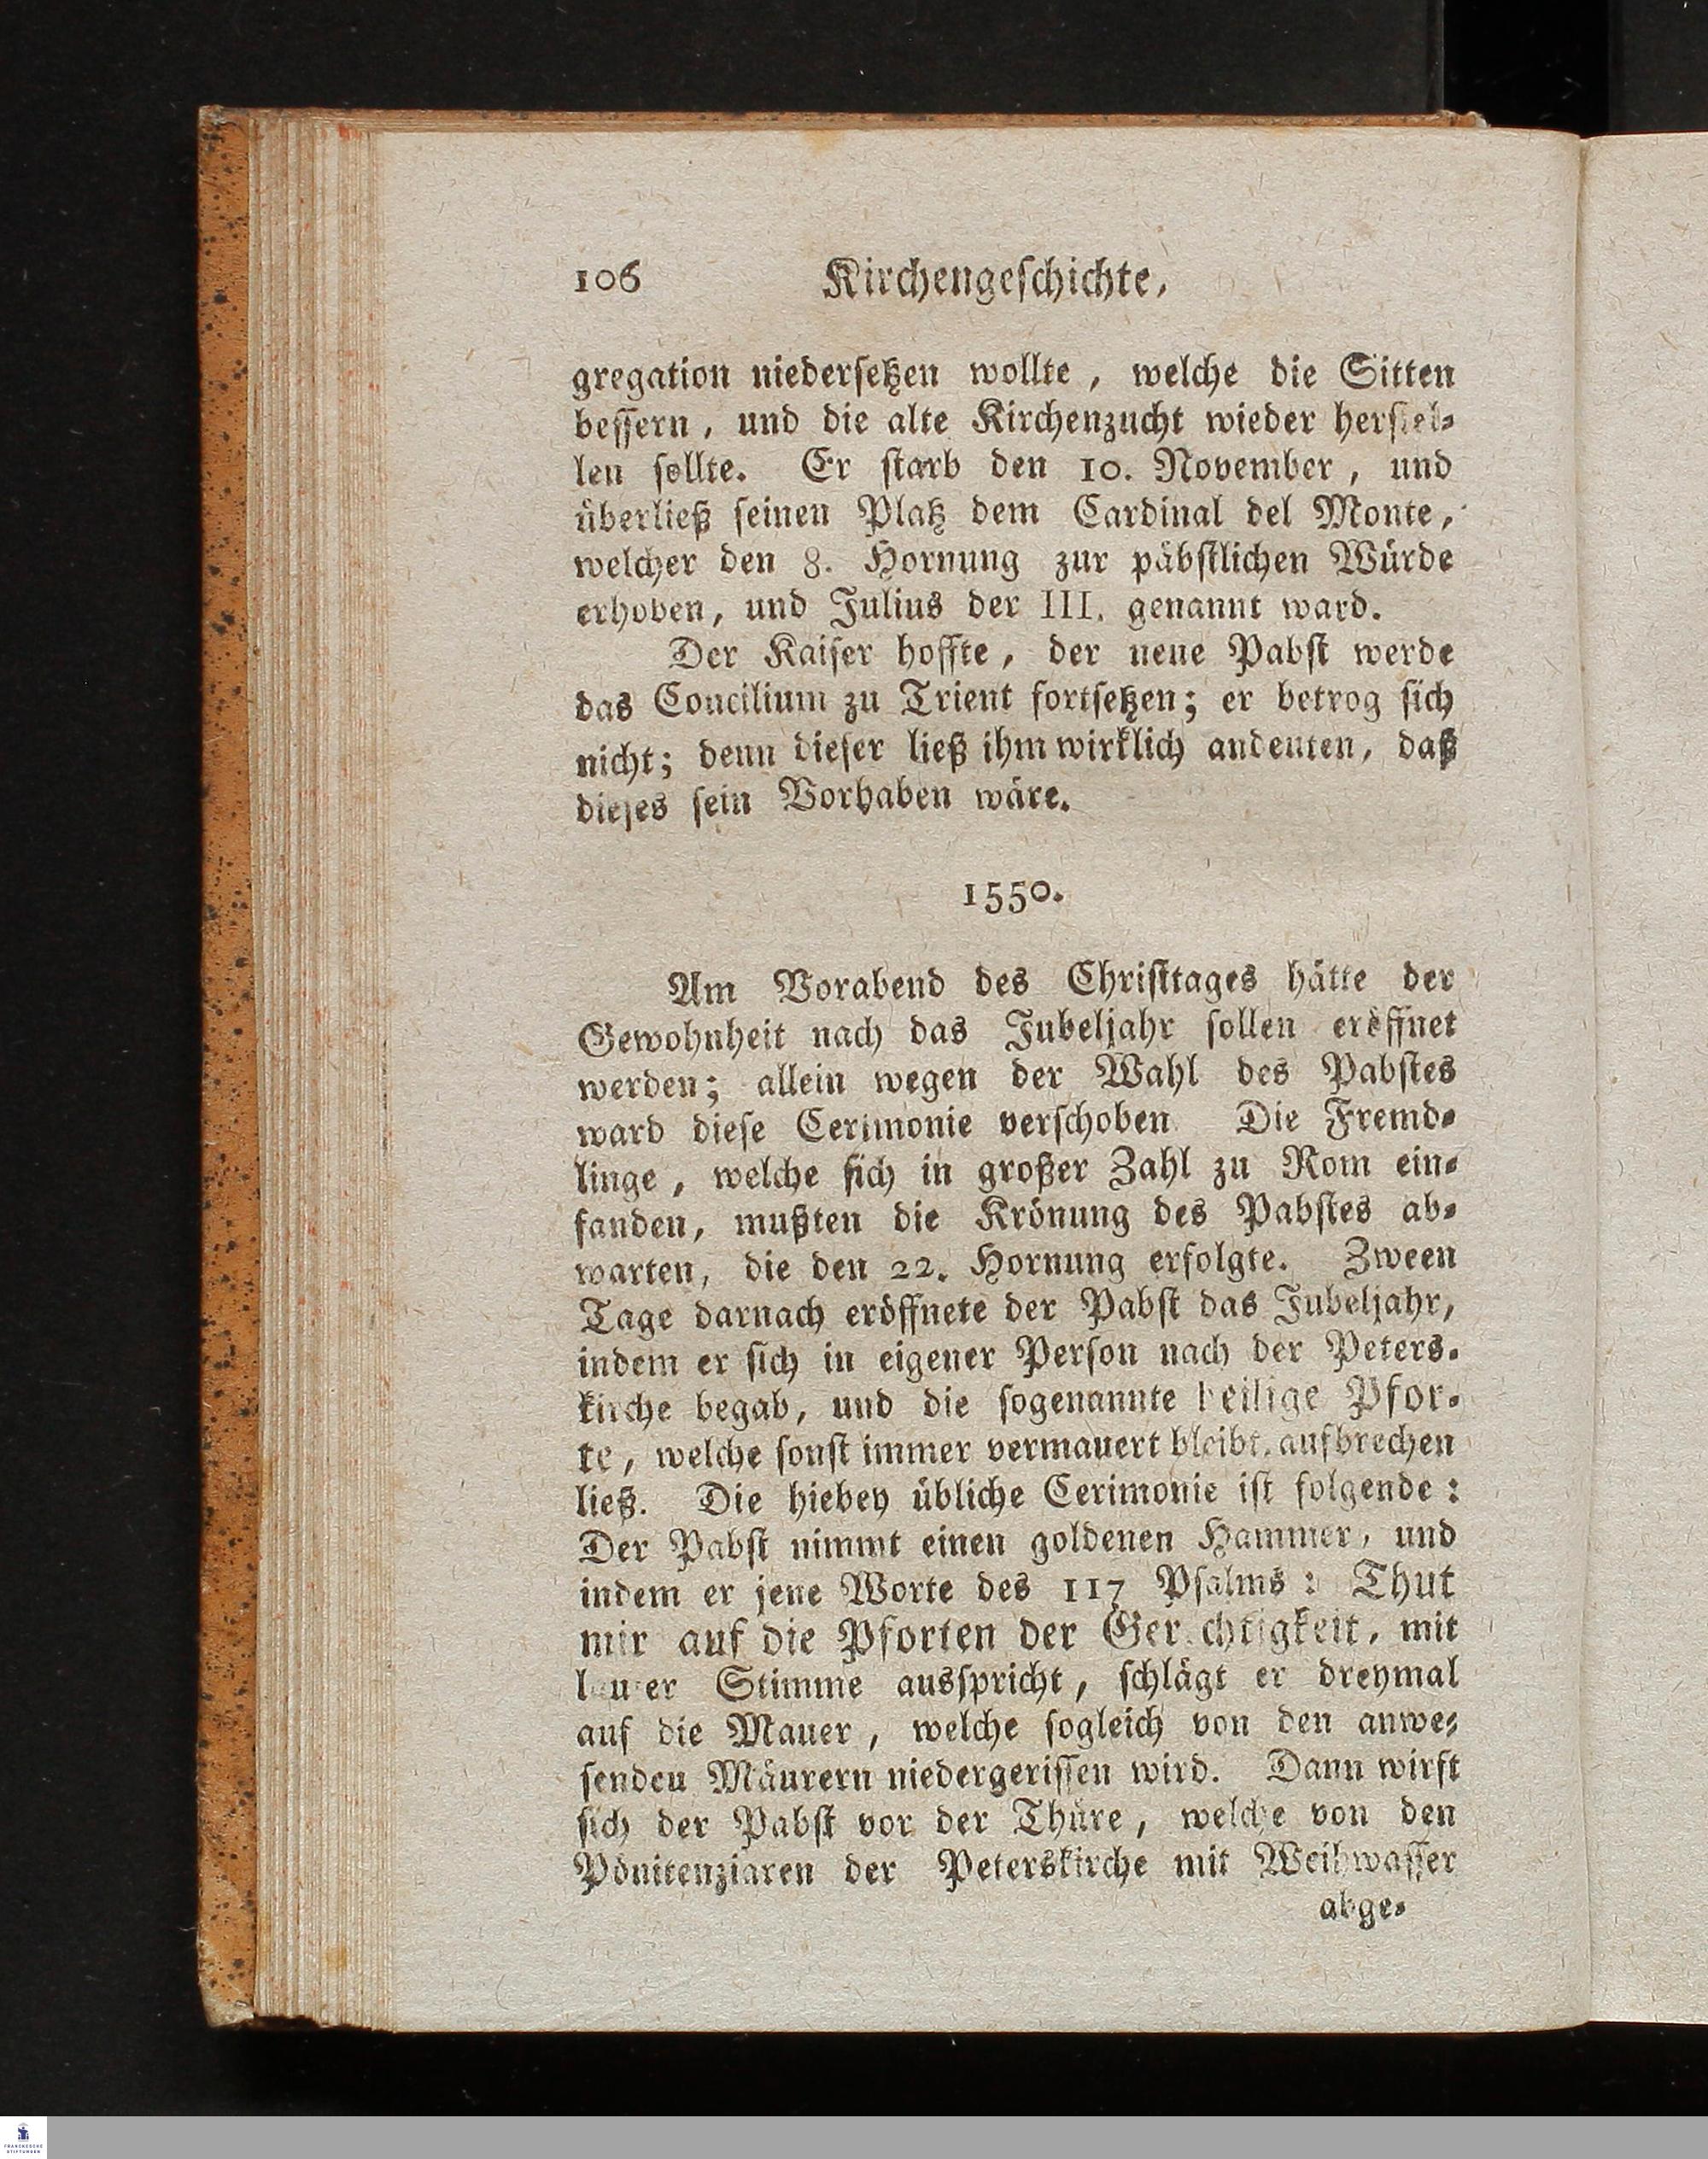 106 Kirchengeschichte,
gregation niedersetzen wollte, welche die Sitten
bessern, und die alte Kirchenzucht wieder herstel-
len sollte. Er starb den 10. November, und
überließ seinen Platz dem Cardinal del Monte,
welcher den 8. Hornung zur päbstlichen Würde
erhoben, und Julius der III. genannt ward.
Der Kaiser hoffte, der neue Pabst werde
das Concilium zu Trient fortsetzen; er betrog sich
nicht; denn dieser ließ ihm wirklich andeuten, daß
dieses sein Vorhaben wäre.
1550.
Am Vorabend des Christtages hätte der
Gewohnheit nach das Jubeljahr sollen eröffnet
werden; allein wegen der Wahl des Pabstes
ward diese Cerimonie verschoben Die Fremd-
linge, welche sich in großer Zahl zu Rom ein-
fanden, mußten die Krönung des Pabstes ab-
warten, die den 22. Hornung erfolgte. Zween
Tage darnach eröffnete der Pabst das Jubeljahr,
indem er sich in eigener Person nach der Peters-
kirche begab, und die sogenannte heilige Pfor-
te, welche sonst immer vermauert bleibt, aufbrechen
ließ. Die hiebey übliche Cerimonie ist folgende:
Der Pabst nimmt einen goldenen Hammer, und
indem er jene Worte des 117 Psalms: Thut
mir auf die Pforten der Gerechtigkeit, mit
lauter Stimme ausspricht, schlägt er dreymal
auf die Mauer, welche sogleich von den anwe-
senden Mäurern niedergerissen wird. Dann wirft
sich der Pabst vor der Thüre, welche von den
Pönitenziaren der Peterskirche mit Weihwasser
abge-
FRANCKESCHE
STIFTUNGEN